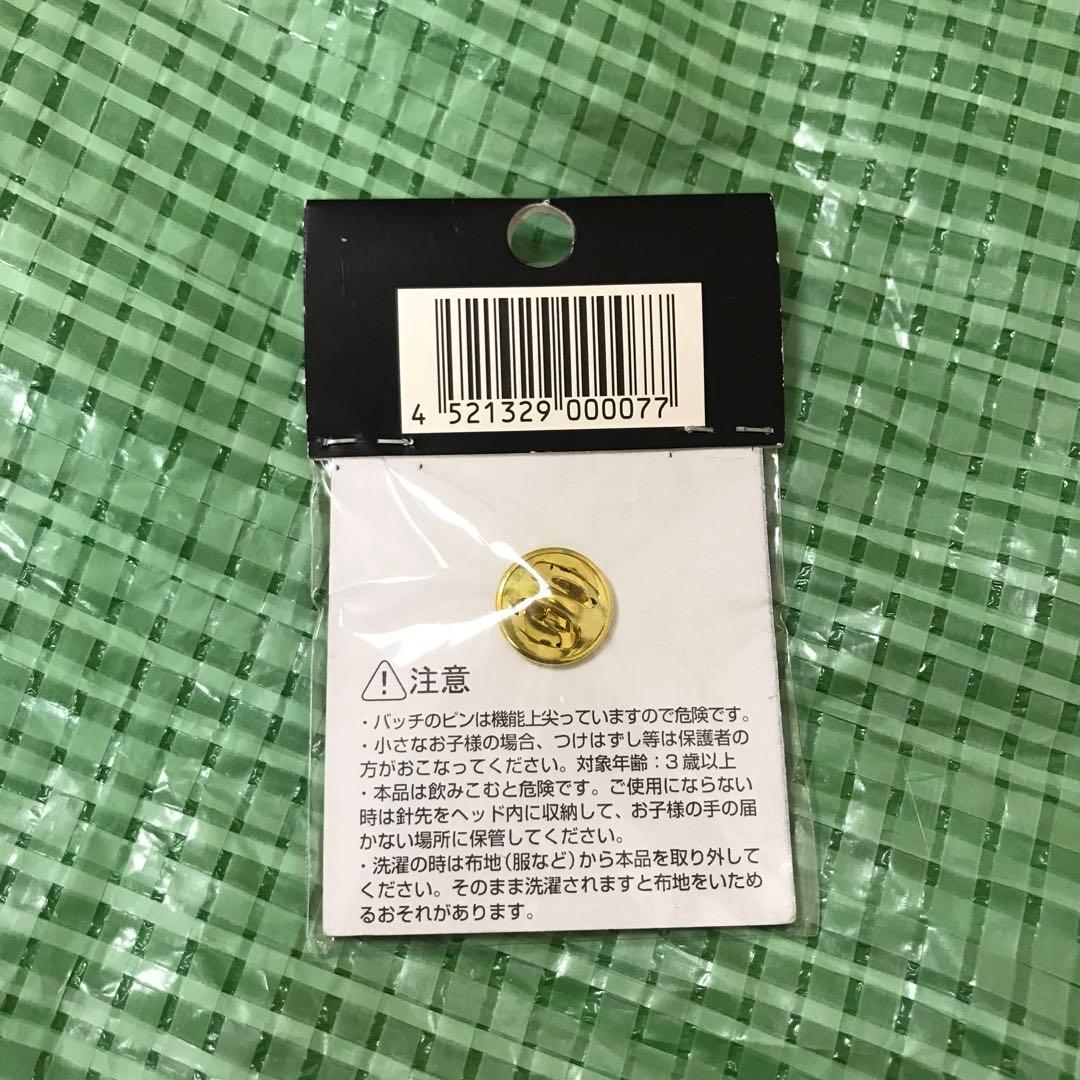 4 521329 000077
注意
・バッチのピンは機能上尖っていますので危険です。
・小さなお子様の場合、つけはずし等は保護者の
方がおこなってください。対象年齢：3歳以上
・本品は飲みこむと危険です。ご使用にならない
時は針先をヘッド内に収納して、お子様の手の届
かない場所に保管してください。
・洗濯の時は布地（服など）から本品を取り外して
ください。そのまま洗濯されますと布地をいため
るおそれがあります。